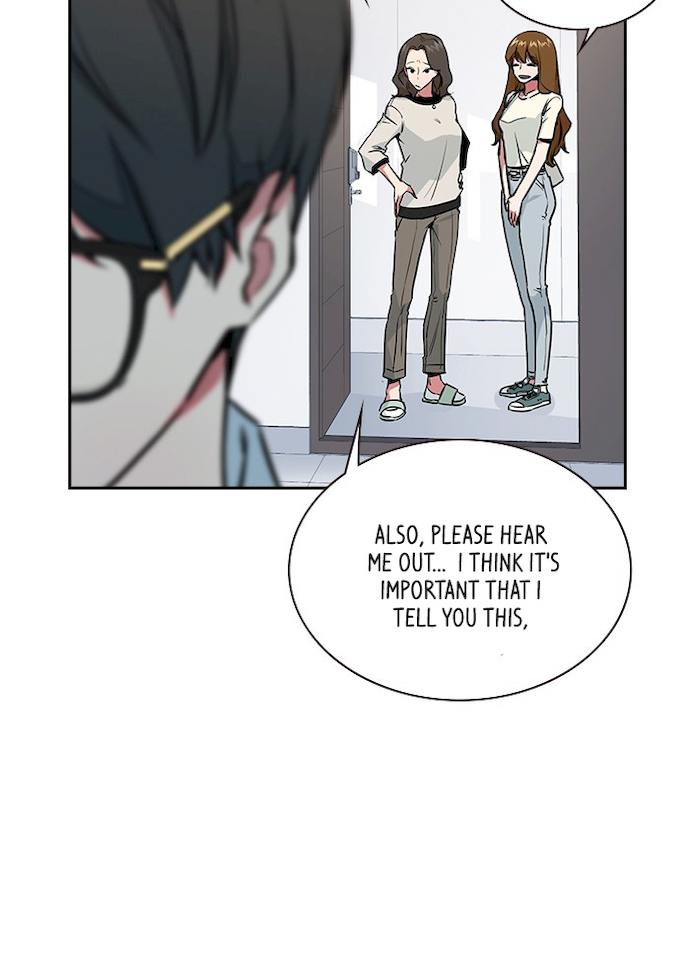 ALSO, PLEASE HEAR
ME OUT... I THINK IT'S
IMPORTANT THAT I
TELL YOU THIS,